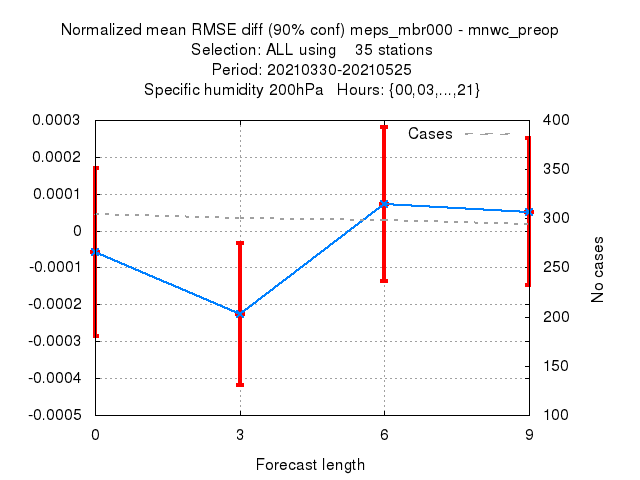 Normalized mean RMSE diff (90% conf) meps_mbr000 - mnwc_preop
Selection: ALL using    35 stations
Period: 20210330-20210525
Specific humidity 200hPa   Hours: {00,03,...,21}
0.0003
0.0002
0.0001
0
-0.0001
-0.0002
-0.0003
-0.0004
-0.0005
Cases
400
350
300
250
200
150
100
No cases
0 3 6 9
Forecast length